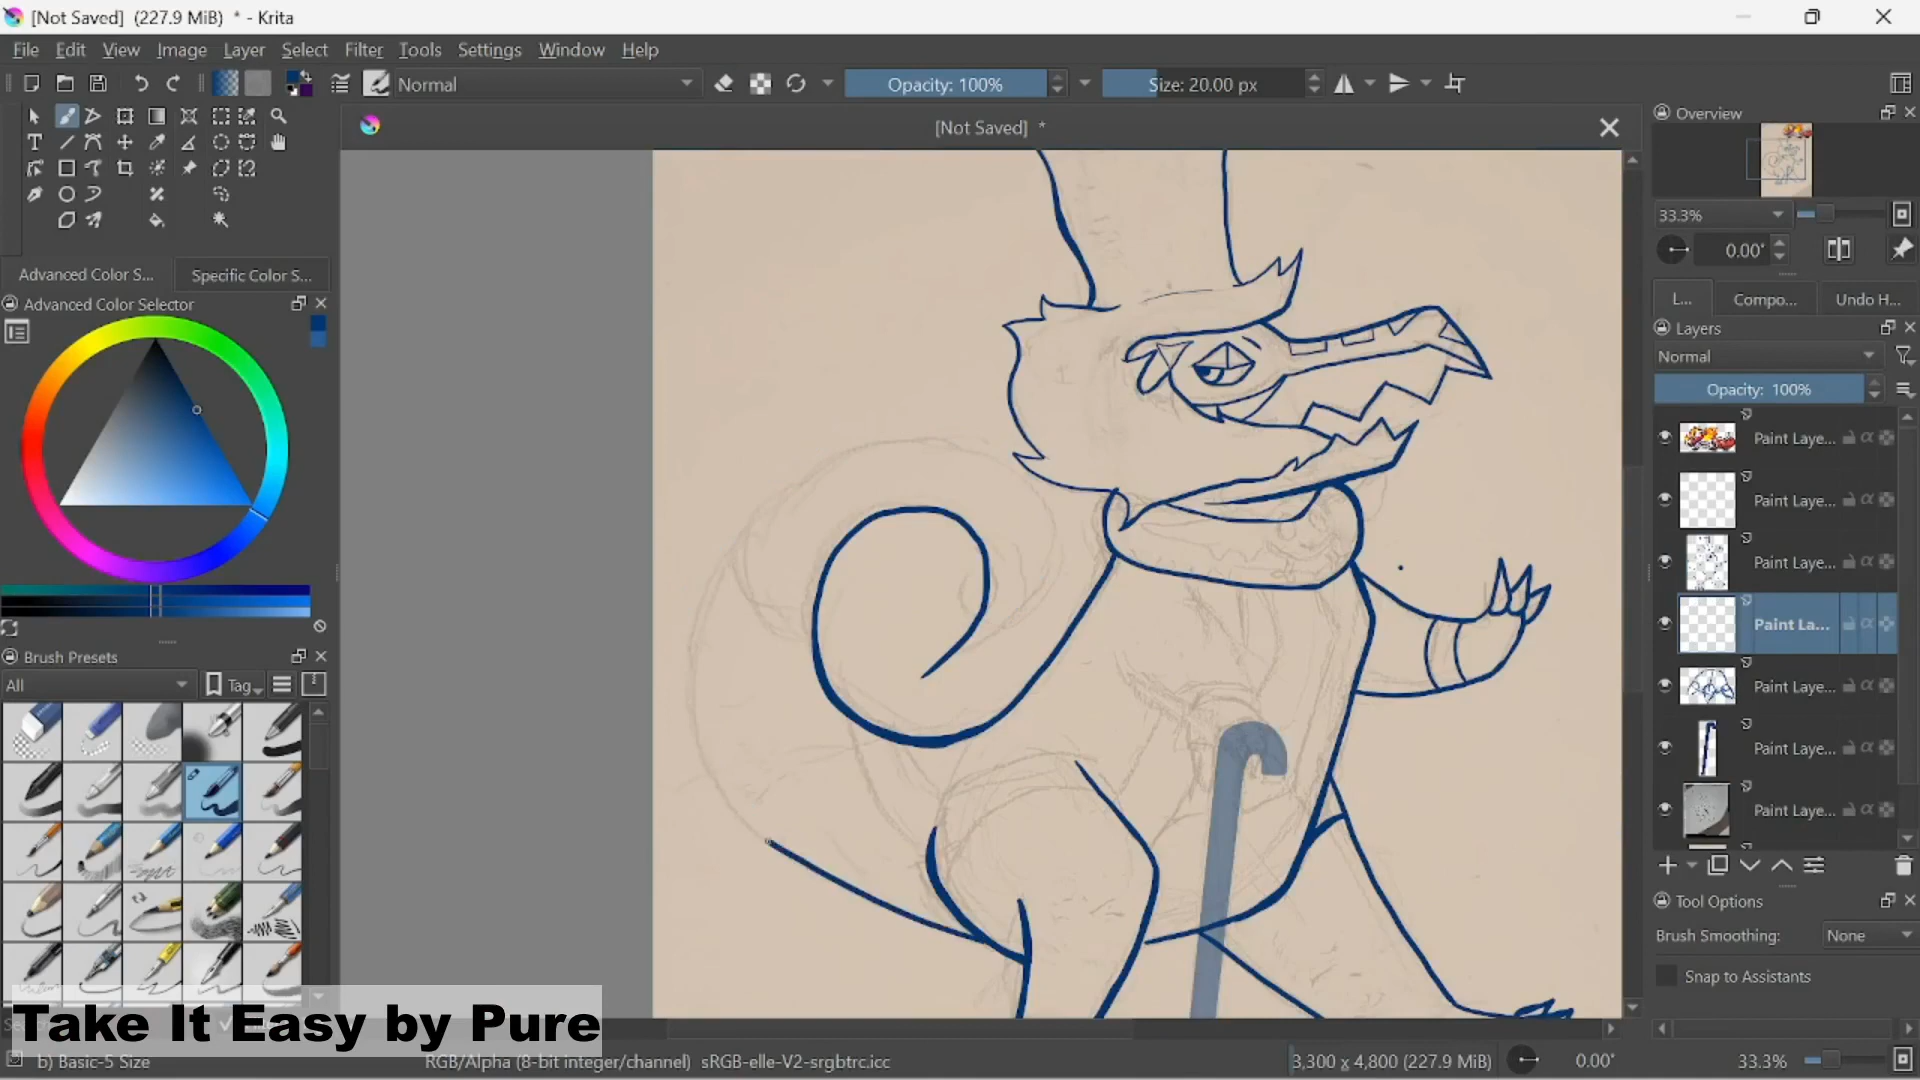 [Not Saved] (227.9 MiB) * - Krita
File Edit View Image Layer Select Filter Tools Settings Window Help
Normal
Opacity: 100%
Size: 20.00 px
[Not Saved] *
Overview
33.3%
0.00°
Advanced Color S...
Specific Color S...
Advanced Color Selector
L...
Compo...
Undo H...
Layers
Normal
Opacity: 100%
Paint Laye...
Paint Laye...
Paint Laye...
Paint La...
Paint Laye...
Paint Laye...
Paint Laye...
Brush Presets
All
Tag
Tool Options
Brush Smoothing: None
Snap to Assistants
Take It Easy by Pure
b) Basic-5 Size
RGB/Alpha (8-bit integer/channel) sRGB-elle-V2-srgbtrc.icc
3,300 x 4,800 (227.9 MiB)
0.00°
33.3%